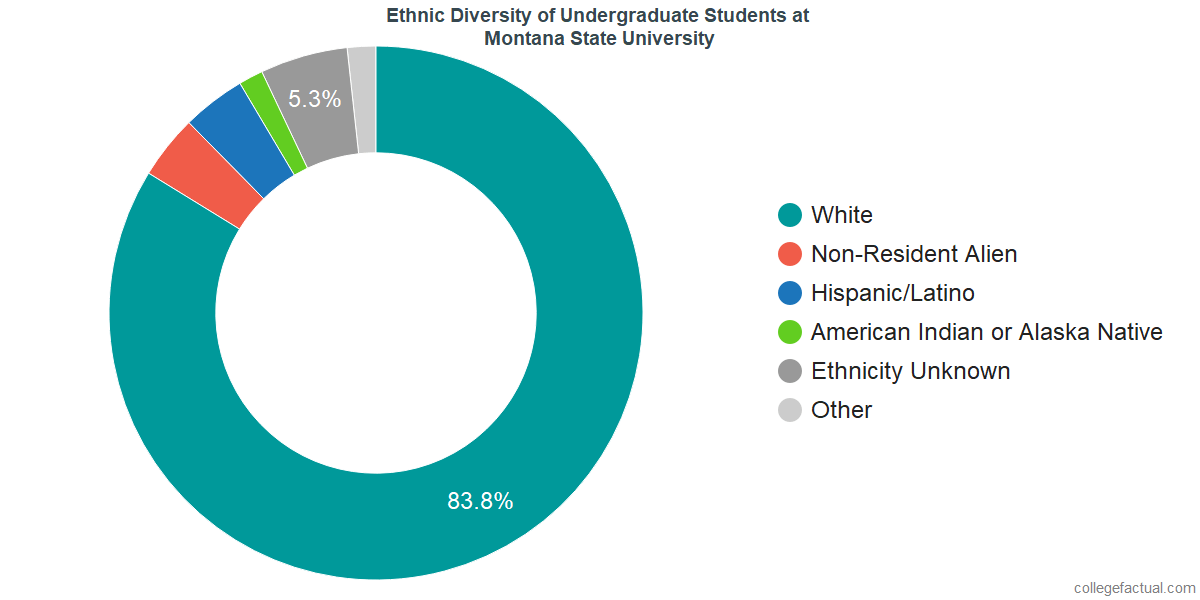 Ethnic Diversity of Undergraduate Students at
Montana State University
5.3%
83.8%
White
Non-Resident Alien
Hispanic/Latino
American Indian or Alaska Native
Ethnicity Unknown
Other
collegefactual.com